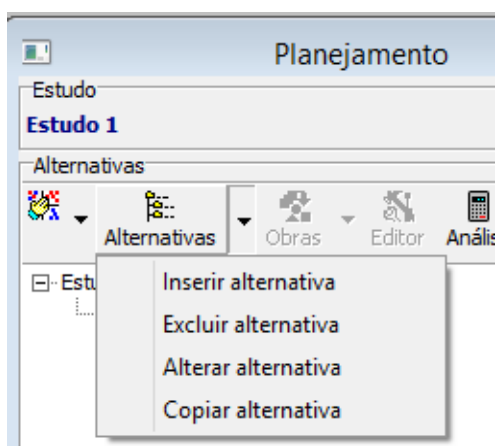 Planejamento
Estudo
Estudo 1
Alternativas
Alternativas Obras Editor
Inserir alternativa
Excluir alternativa
Alterar alternativa
Copiar alternativa